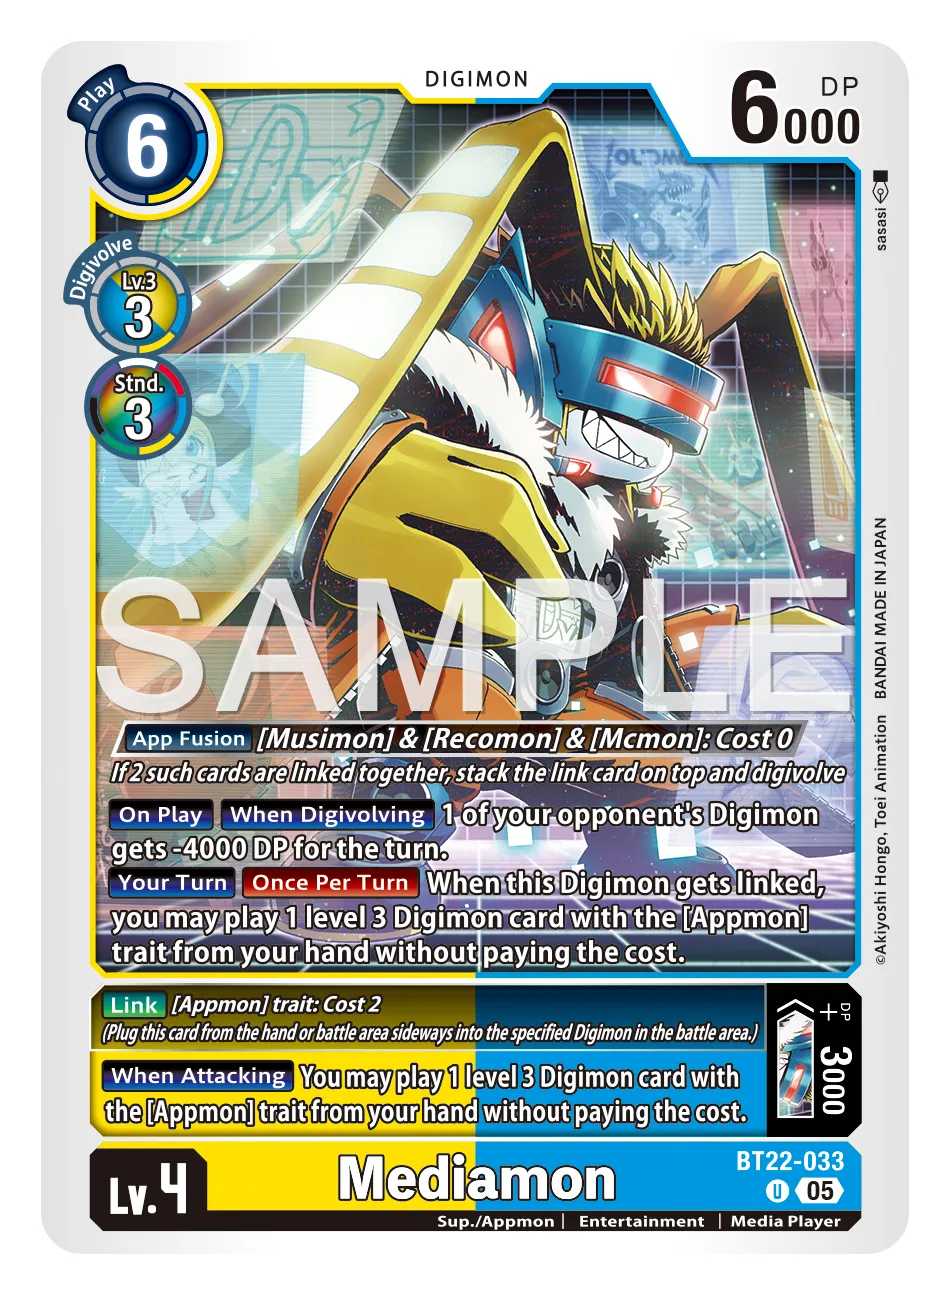 DIGIMON
Play
6
DP
6000
sasasi
Digivolve
Lv.3
3
Stnd.
3
SAMPLE
App Fusion [Musimon] & [Recomon] & [Mcmon]: Cost 0
If 2 such cards are linked together, stack the link card on top and digivolve
On Play When Digivolving 1 of your opponent's Digimon
gets -4000 DP for the turn.
Your Turn Once Per Turn When this Digimon gets linked,
you may play 1 level 3 Digimon card with the [Appmon]
trait from your hand without paying the cost.
©Akiyoshi Hongo, Toei Animation BANDAI MADE IN JAPAN
Link [Appmon] trait: Cost 2
(Plug this card from the hand or battle area sideways into the specified Digimon in the battle area.)
When Attacking You may play 1 level 3 Digimon card with
the [Appmon] trait from your hand without paying the cost.
DP
+3000
Lv.4
Mediamon
BT22-033
U 05
Sup./Appmon | Entertainment | Media Player